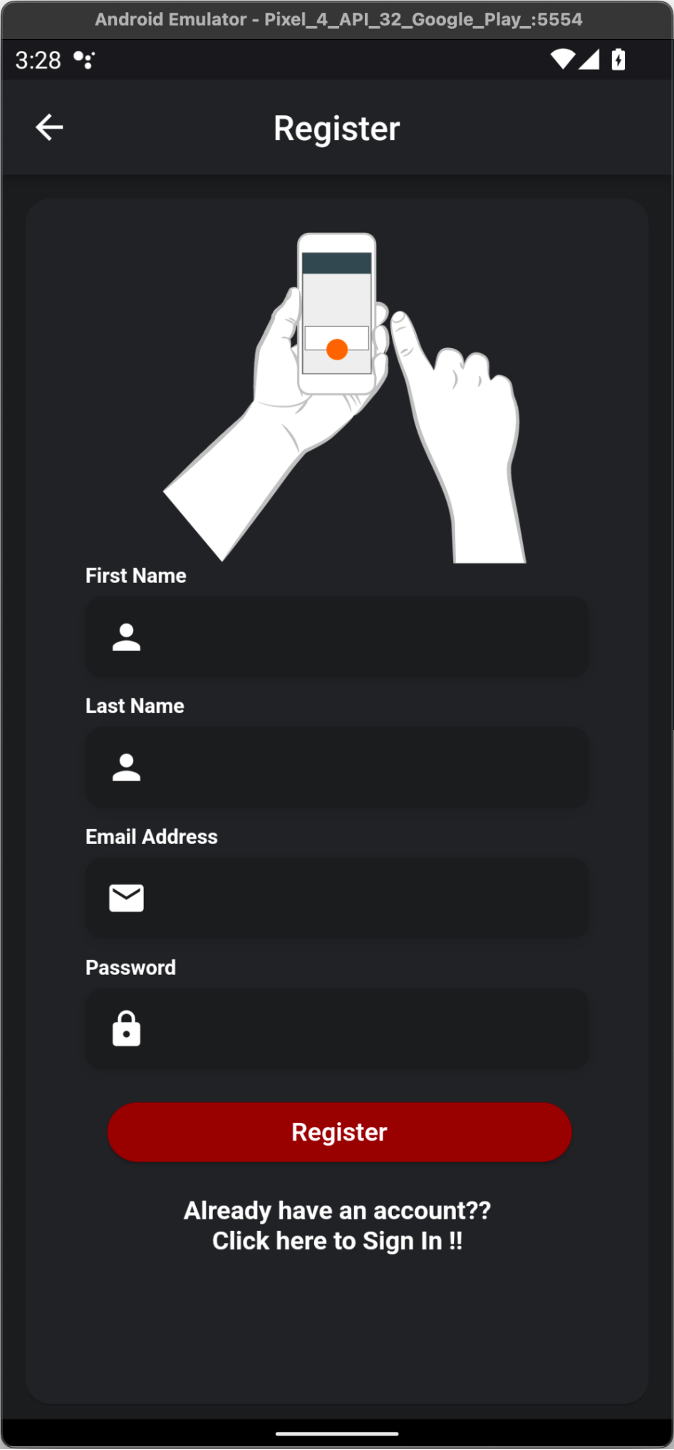 Android Emulator - Pixel_4_API_32_Google_Play_:5554
3:28
Register
First Name
Last Name
Email Address
Password
Register
Already have an account??
Click here to Sign In !!